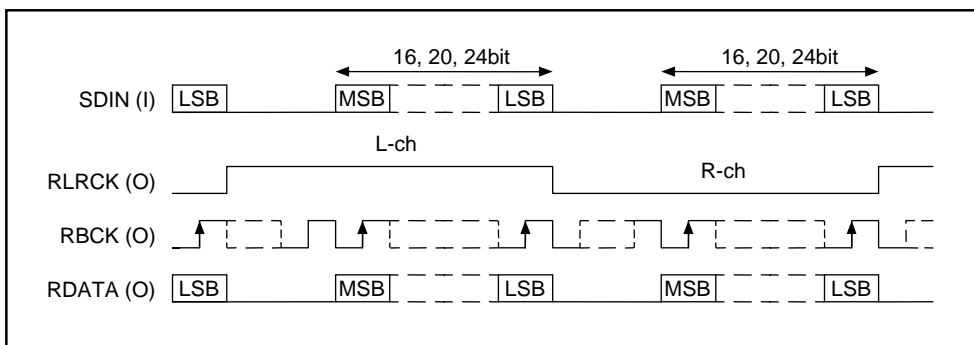 16, 20, 24bit 16, 20, 24bit
SDIN (I) LSB MSB LSB MSB LSB
L-ch
RLRCK (O) R-ch
RBCK (O)
RDATA (O) LSB MSB LSB MSB LSB